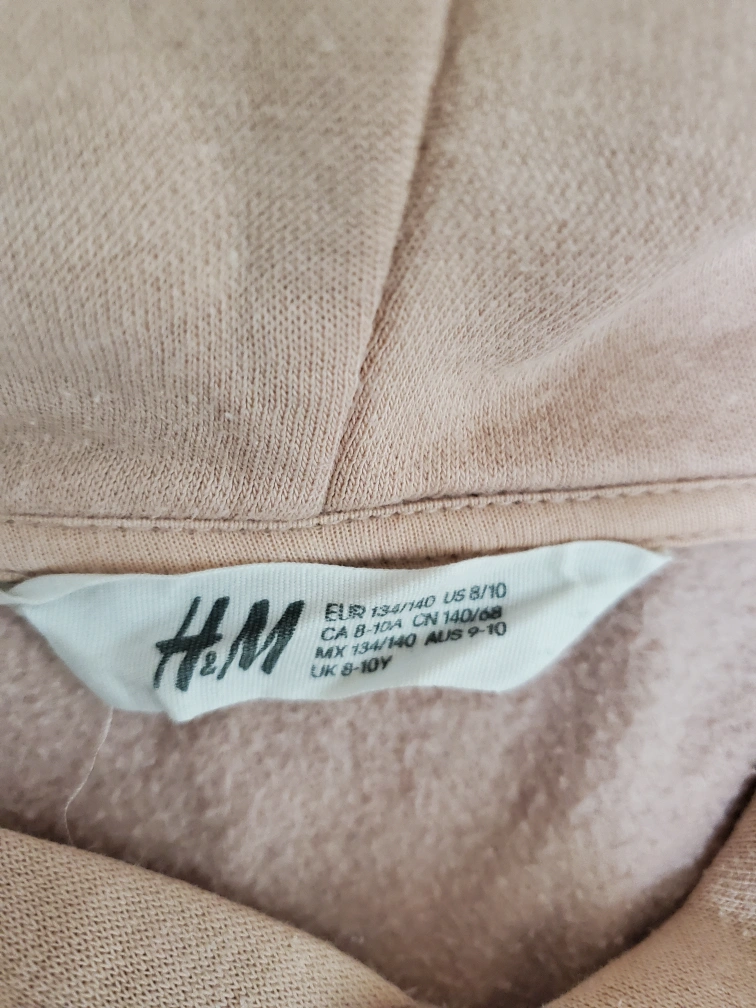 H&M
EUR 134/140 US 8/10
CA 8-10A CN 140/68
MX 134/140 AUS 9-10
UK 8-10Y